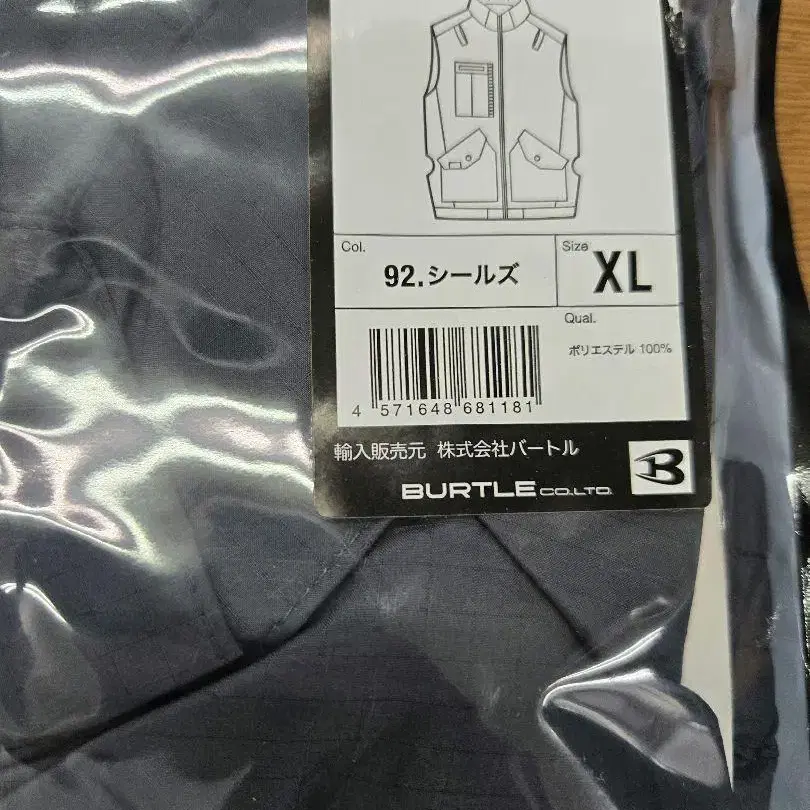 Col.
92.シールズ
Size
XL
Qual.
ポリエステル 100%
4 571648 681181
輸入販売元 株式会社バートル
BURTLE CO.LTD.